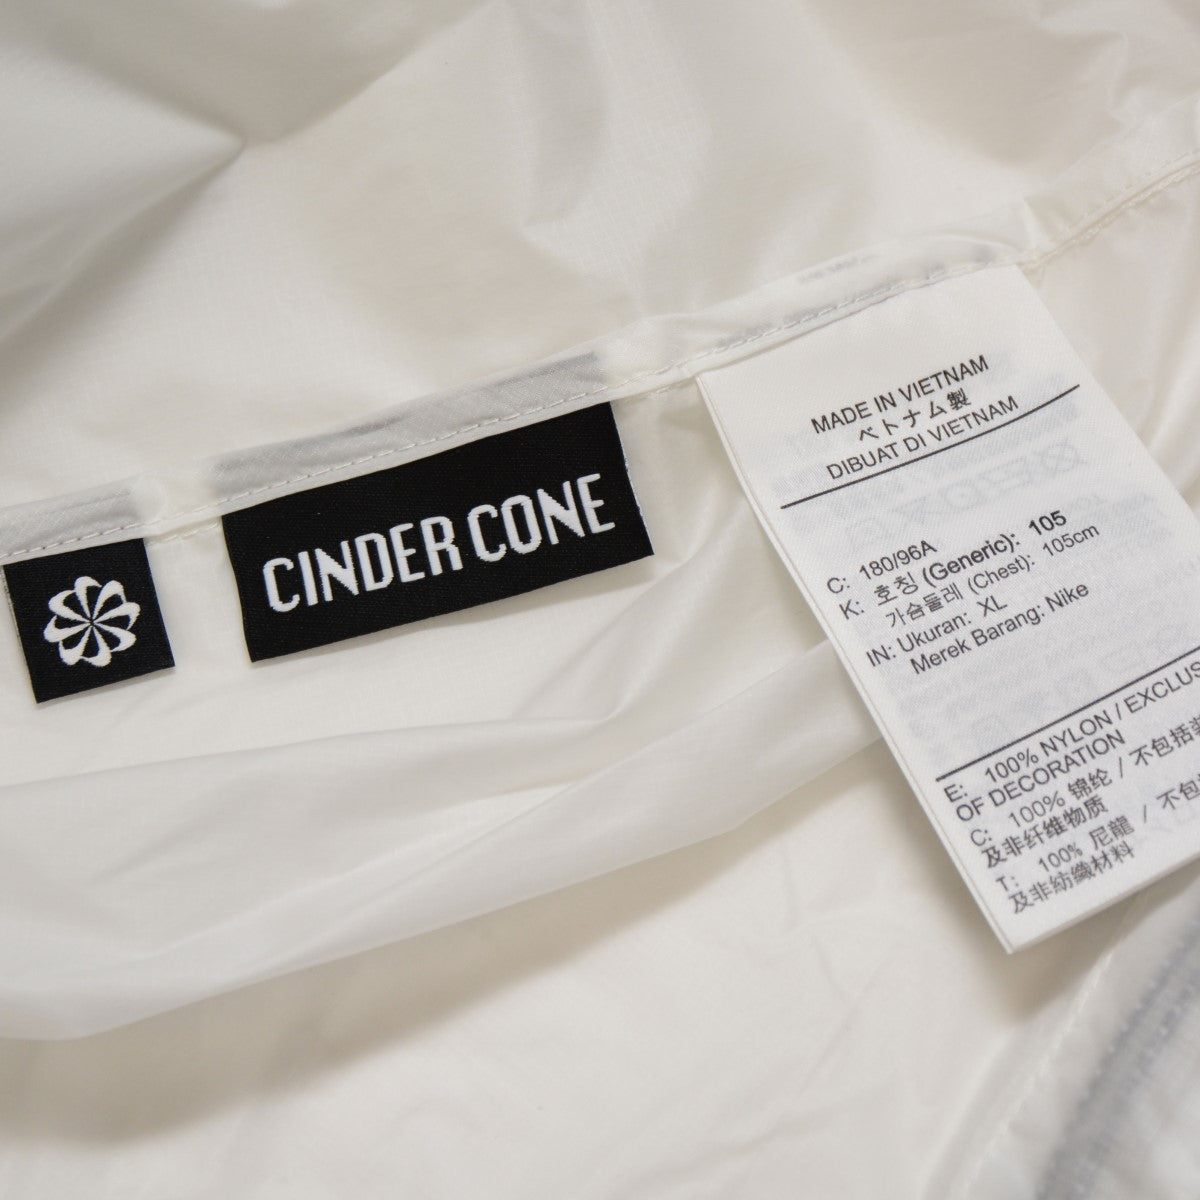 CINDER CONE
MADE IN VIETNAM
ベトナム製
DIBUAT DI VIETNAM
C: 180/96A
K: 호칭 (Generic): 105
가슴둘레 (Chest): 105cm
IN: Ukuran: XL
Merek Barang: Nike
E: 100% NYLON / EXCLUS
OF DECORATION
C: 100% 锦纶 / 不包括装
及非纤维物质
T: 100% 尼龍 / 不包
及非紡織材料